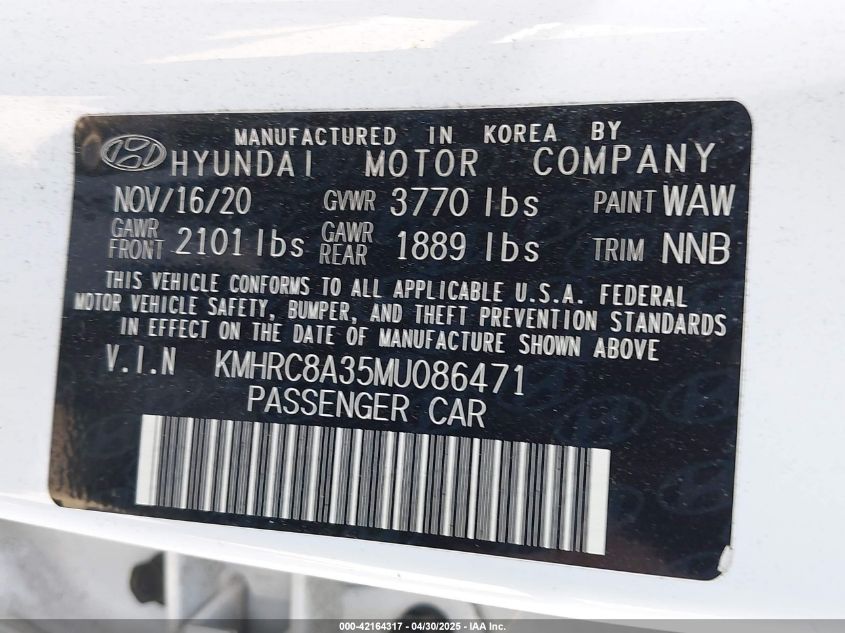 MANUFACTURED IN KOREA BY
HYUNDAI MOTOR COMPANY
NOV/16/20 GVWR 3770 lbs PAINT WAW
GAWR FRONT 2101 lbs GAWR REAR 1889 lbs TRIM NNB
THIS VEHICLE CONFORMS TO ALL APPLICABLE U.S.A. FEDERAL
MOTOR VEHICLE SAFETY, BUMPER, AND THEFT PREVENTION STANDARDS
IN EFFECT ON THE DATE OF MANUFACTURE SHOWN ABOVE
V.I.N KMHRC8A35MU086471
PASSENGER CAR
000-42164317 - 04/30/2025 - IAA Inc.